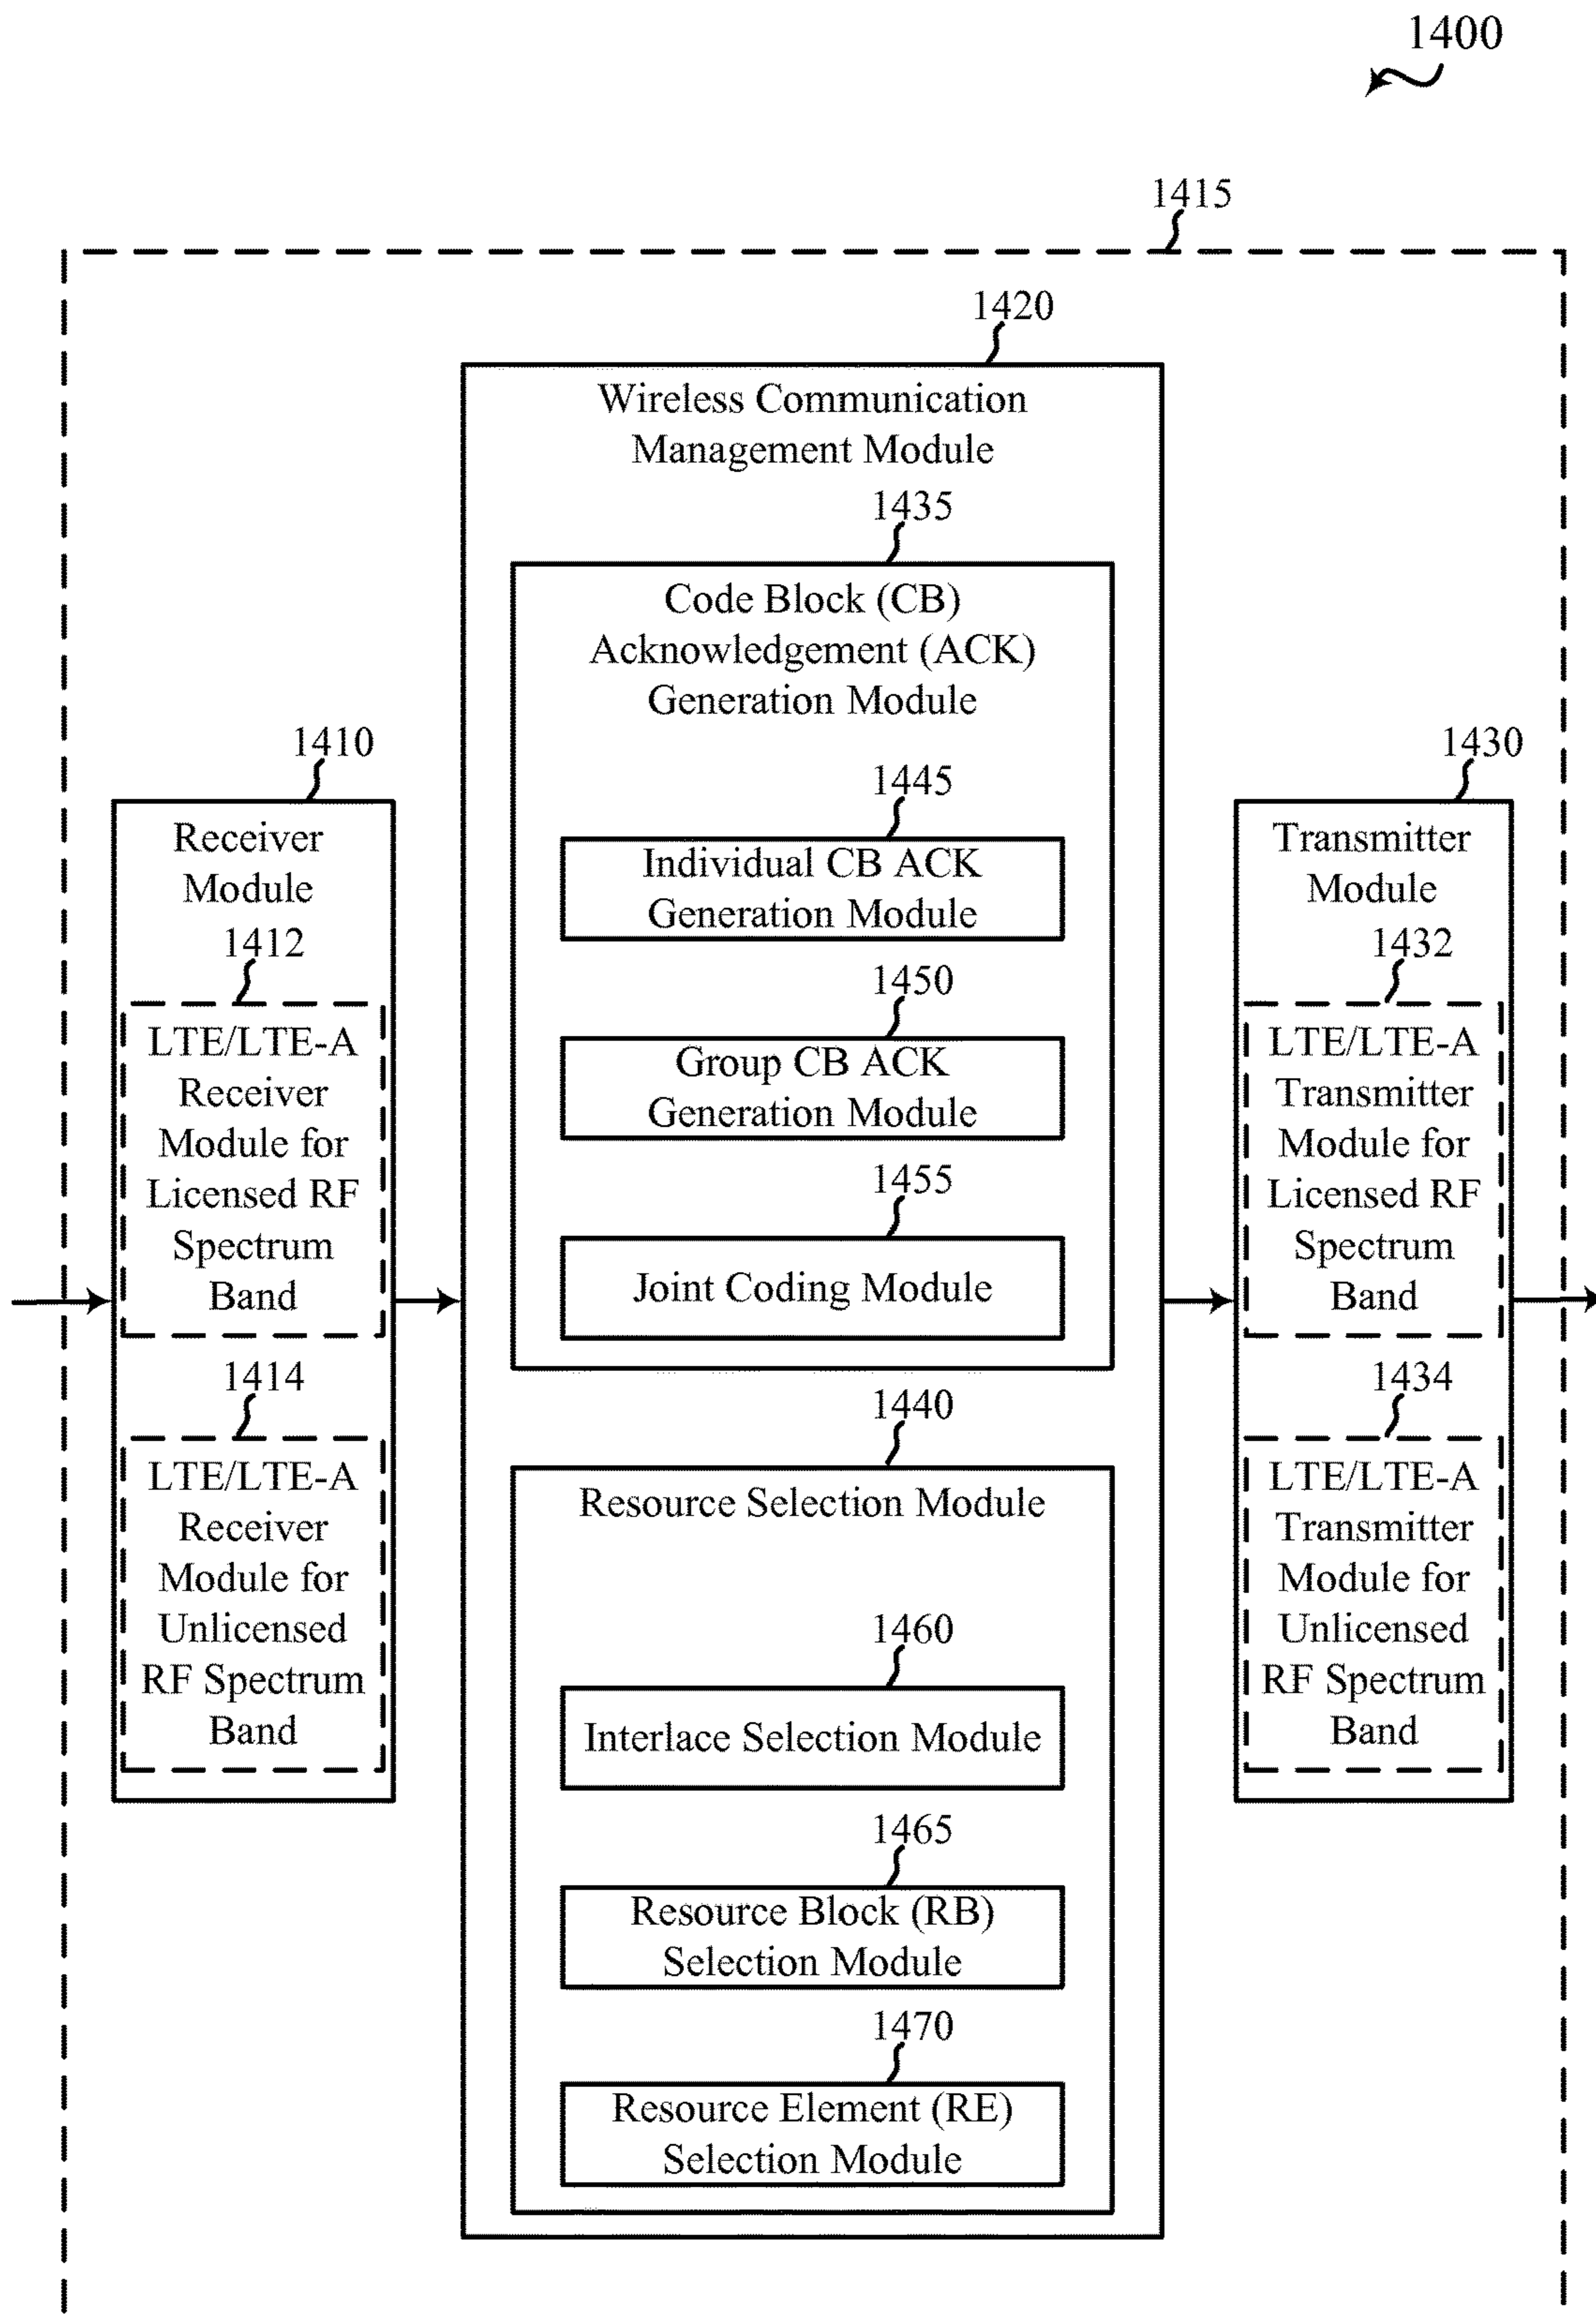 1400
1415
1420
Wireless Communication
Management Module
1435
Code Block (CB)
Acknowledgement (ACK)
Generation Module
1445
Individual CB ACK
Generation Module
1450
Group CB ACK
Generation Module
1455
Joint Coding Module
1440
Resource Selection Module
1460
Interlace Selection Module
1465
Resource Block (RB)
Selection Module
1470
Resource Element (RE)
Selection Module
1410
Receiver
Module
1412
LTE/LTE-A
Receiver
Module for
Licensed RF
Spectrum
Band
1414
LTE/LTE-A
Receiver
Module for
Unlicensed
RF Spectrum
Band
1430
Transmitter
Module
1432
LTE/LTE-A
Transmitter
Module for
Licensed RF
Spectrum
Band
1434
LTE/LTE-A
Transmitter
Module for
Unlicensed
RF Spectrum
Band